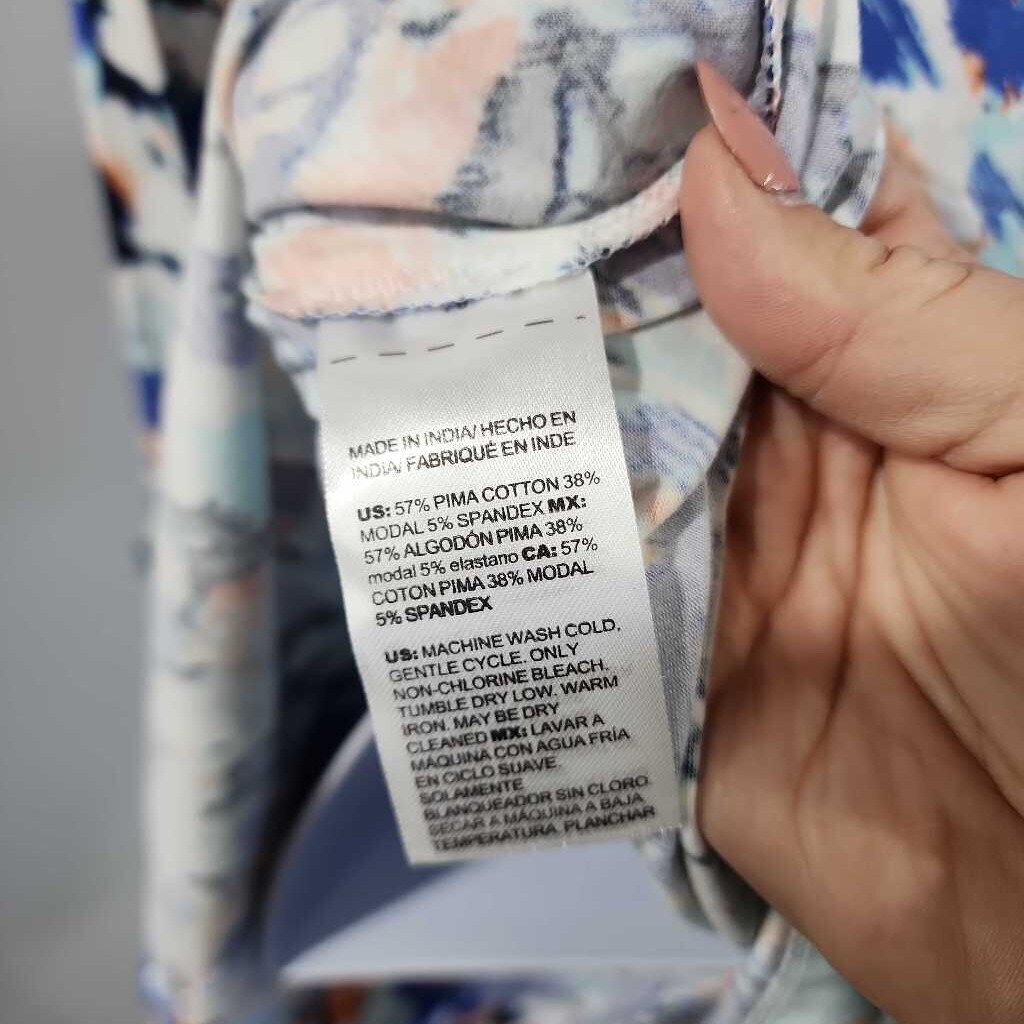 MADE IN INDIA/ HECHO EN
INDIA/ FABRIQUÉ EN INDE
US: 57% PIMA COTTON 38%
MODAL 5% SPANDEX MX:
57% ALGODÓN PIMA 38%
modal 5% elastano CA: 57%
COTON PIMA 38% MODAL
5% SPANDEX
US: MACHINE WASH COLD,
GENTLE CYCLE. ONLY
NON-CHLORINE BLEACH.
TUMBLE DRY LOW. WARM
IRON. MAY BE DRY
CLEANED MX: LAVAR A
MÁQUINA CON AGUA FRÍA
EN CICLO SUAVE.
SOLAMENTE
BLANQUEADOR SIN CLORO.
SECAR A MÁQUINA A BAJA
TEMPERATURA. PLANCHAR